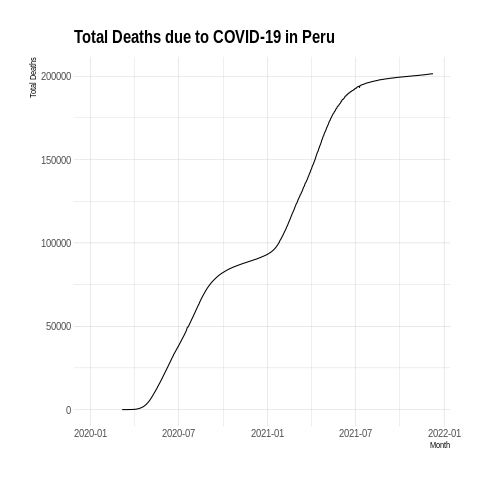 Total Deaths due to COVID-19 in Peru
Total Deaths
200000
150000
100000
50000
0
2020-01 2020-07 2021-01 2021-07 2022-01
Month